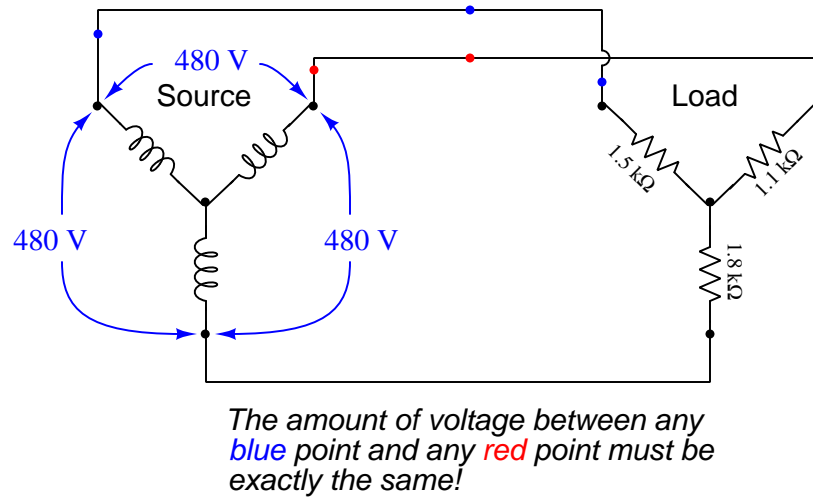 480 V
Source
Load
1.5 kΩ
1.1 kΩ
480 V
480 V
1.8 kΩ
The amount of voltage between any
blue point and any red point must be
exactly the same!